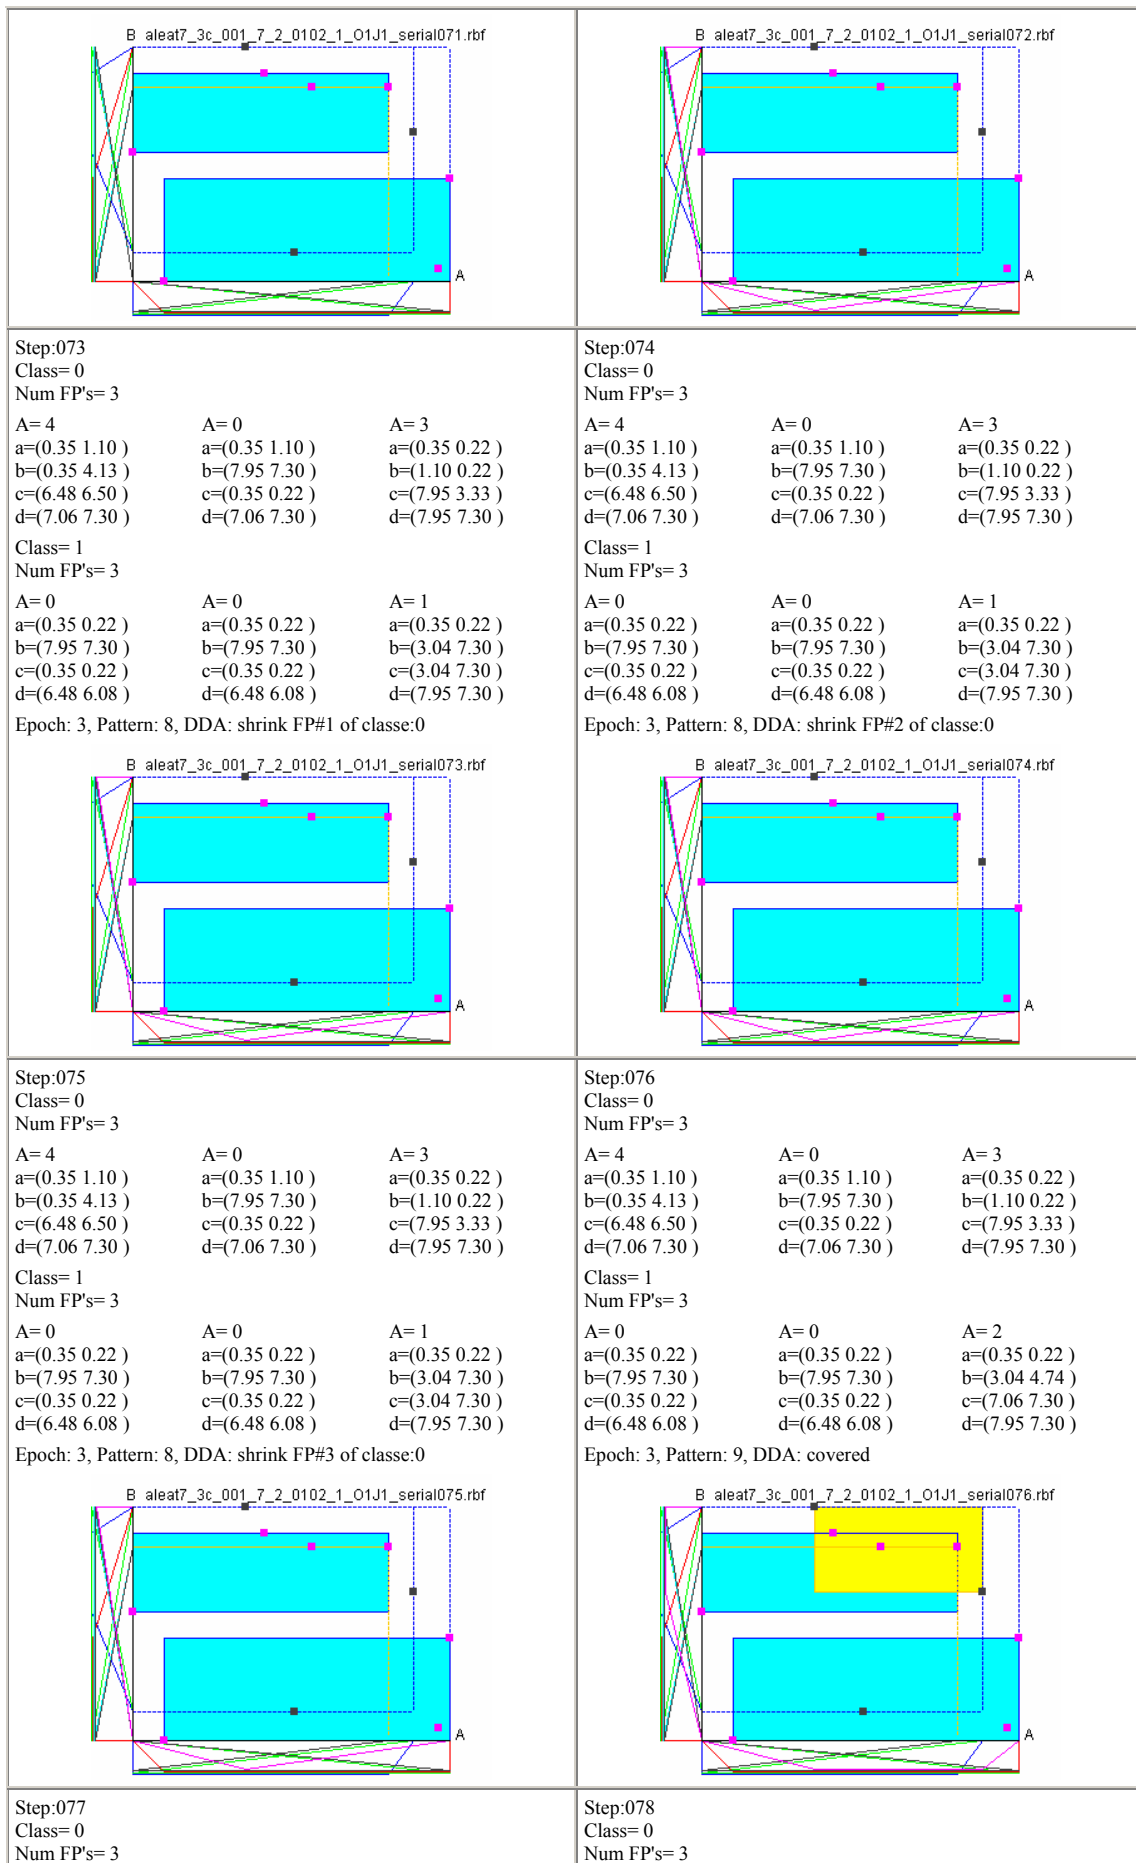 B aleat7_3c_001_7_2_0102_1_O1J1_serial071.rbf
A
B aleat7_3c_001_7_2_0102_1_O1J1_serial072.rbf
A
Step:073
Class= 0
Num FP's= 3
A= 4 A= 0 A= 3
a=(0.35 1.10 ) a=(0.35 1.10 ) a=(0.35 0.22 )
b=(0.35 4.13 ) b=(7.95 7.30 ) b=(1.10 0.22 )
c=(6.48 6.50 ) c=(0.35 0.22 ) c=(7.95 3.33 )
d=(7.06 7.30 ) d=(7.06 7.30 ) d=(7.95 7.30 )
Class= 1
Num FP's= 3
A= 0 A= 0 A= 1
a=(0.35 0.22 ) a=(0.35 0.22 ) a=(0.35 0.22 )
b=(7.95 7.30 ) b=(7.95 7.30 ) b=(3.04 7.30 )
c=(0.35 0.22 ) c=(0.35 0.22 ) c=(3.04 7.30 )
d=(6.48 6.08 ) d=(6.48 6.08 ) d=(7.95 7.30 )
Epoch: 3, Pattern: 8, DDA: shrink FP#1 of classe:0
B aleat7_3c_001_7_2_0102_1_O1J1_serial073.rbf
A
Step:074
Class= 0
Num FP's= 3
A= 4 A= 0 A= 3
a=(0.35 1.10 ) a=(0.35 1.10 ) a=(0.35 0.22 )
b=(0.35 4.13 ) b=(7.95 7.30 ) b=(1.10 0.22 )
c=(6.48 6.50 ) c=(0.35 0.22 ) c=(7.95 3.33 )
d=(7.06 7.30 ) d=(7.06 7.30 ) d=(7.95 7.30 )
Class= 1
Num FP's= 3
A= 0 A= 0 A= 1
a=(0.35 0.22 ) a=(0.35 0.22 ) a=(0.35 0.22 )
b=(7.95 7.30 ) b=(7.95 7.30 ) b=(3.04 7.30 )
c=(0.35 0.22 ) c=(0.35 0.22 ) c=(3.04 7.30 )
d=(6.48 6.08 ) d=(6.48 6.08 ) d=(7.95 7.30 )
Epoch: 3, Pattern: 8, DDA: shrink FP#2 of classe:0
B aleat7_3c_001_7_2_0102_1_O1J1_serial074.rbf
A
Step:075
Class= 0
Num FP's= 3
A= 4 A= 0 A= 3
a=(0.35 1.10 ) a=(0.35 1.10 ) a=(0.35 0.22 )
b=(0.35 4.13 ) b=(7.95 7.30 ) b=(1.10 0.22 )
c=(6.48 6.50 ) c=(0.35 0.22 ) c=(7.95 3.33 )
d=(7.06 7.30 ) d=(7.06 7.30 ) d=(7.95 7.30 )
Class= 1
Num FP's= 3
A= 0 A= 0 A= 1
a=(0.35 0.22 ) a=(0.35 0.22 ) a=(0.35 0.22 )
b=(7.95 7.30 ) b=(7.95 7.30 ) b=(3.04 7.30 )
c=(0.35 0.22 ) c=(0.35 0.22 ) c=(3.04 7.30 )
d=(6.48 6.08 ) d=(6.48 6.08 ) d=(7.95 7.30 )
Epoch: 3, Pattern: 8, DDA: shrink FP#3 of classe:0
B aleat7_3c_001_7_2_0102_1_O1J1_serial075.rbf
A
Step:076
Class= 0
Num FP's= 3
A= 4 A= 0 A= 3
a=(0.35 1.10 ) a=(0.35 1.10 ) a=(0.35 0.22 )
b=(0.35 4.13 ) b=(7.95 7.30 ) b=(1.10 0.22 )
c=(6.48 6.50 ) c=(0.35 0.22 ) c=(7.95 3.33 )
d=(7.06 7.30 ) d=(7.06 7.30 ) d=(7.95 7.30 )
Class= 1
Num FP's= 3
A= 0 A= 0 A= 2
a=(0.35 0.22 ) a=(0.35 0.22 ) a=(0.35 0.22 )
b=(7.95 7.30 ) b=(7.95 7.30 ) b=(3.04 4.74 )
c=(0.35 0.22 ) c=(0.35 0.22 ) c=(7.06 7.30 )
d=(6.48 6.08 ) d=(6.48 6.08 ) d=(7.95 7.30 )
Epoch: 3, Pattern: 9, DDA: covered
B aleat7_3c_001_7_2_0102_1_O1J1_serial076.rbf
A
Step:077
Class= 0
Num FP's= 3
Step:078
Class= 0
Num FP's= 3